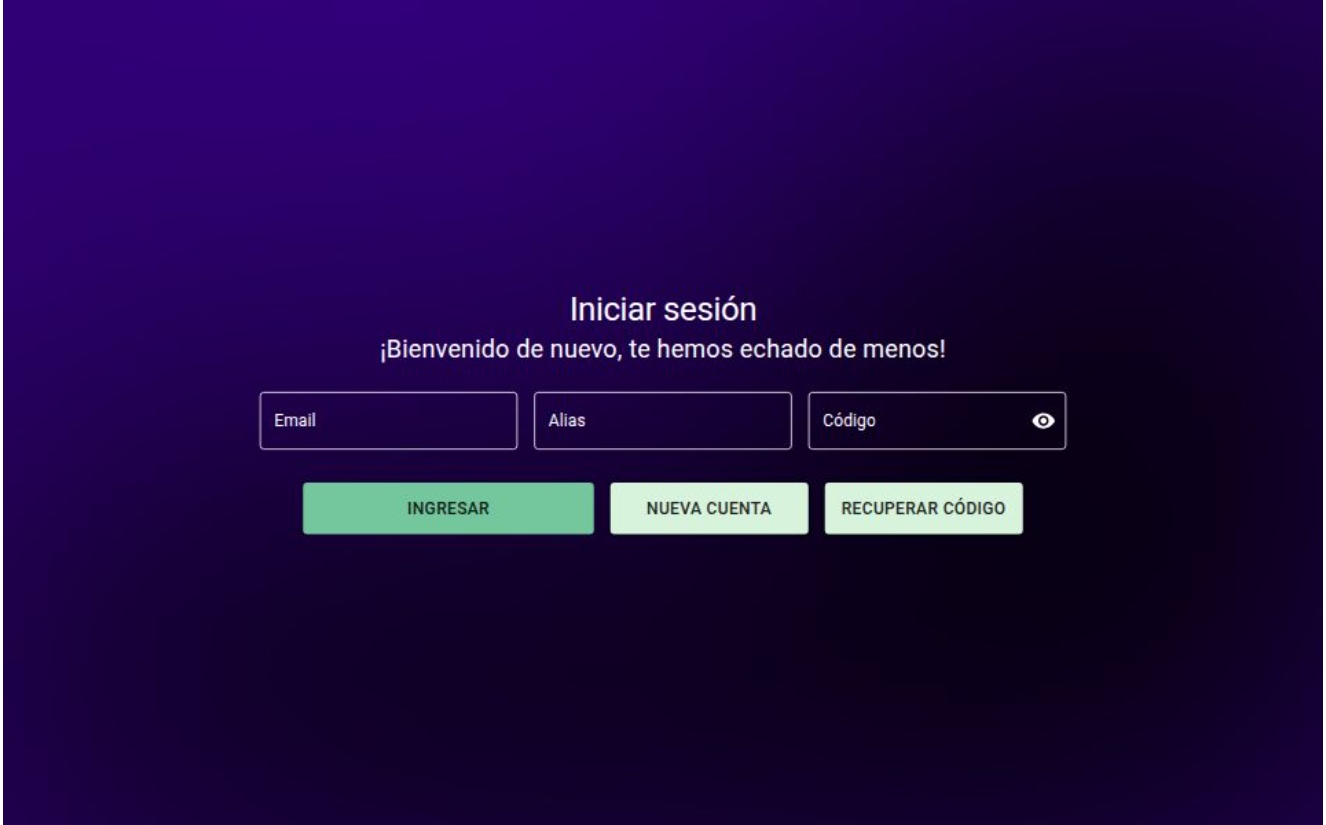 Iniciar sesión
¡Bienvenido de nuevo, te hemos echado de menos!
Email
Alias
Código
INGRESAR
NUEVA CUENTA
RECUPERAR CÓDIGO